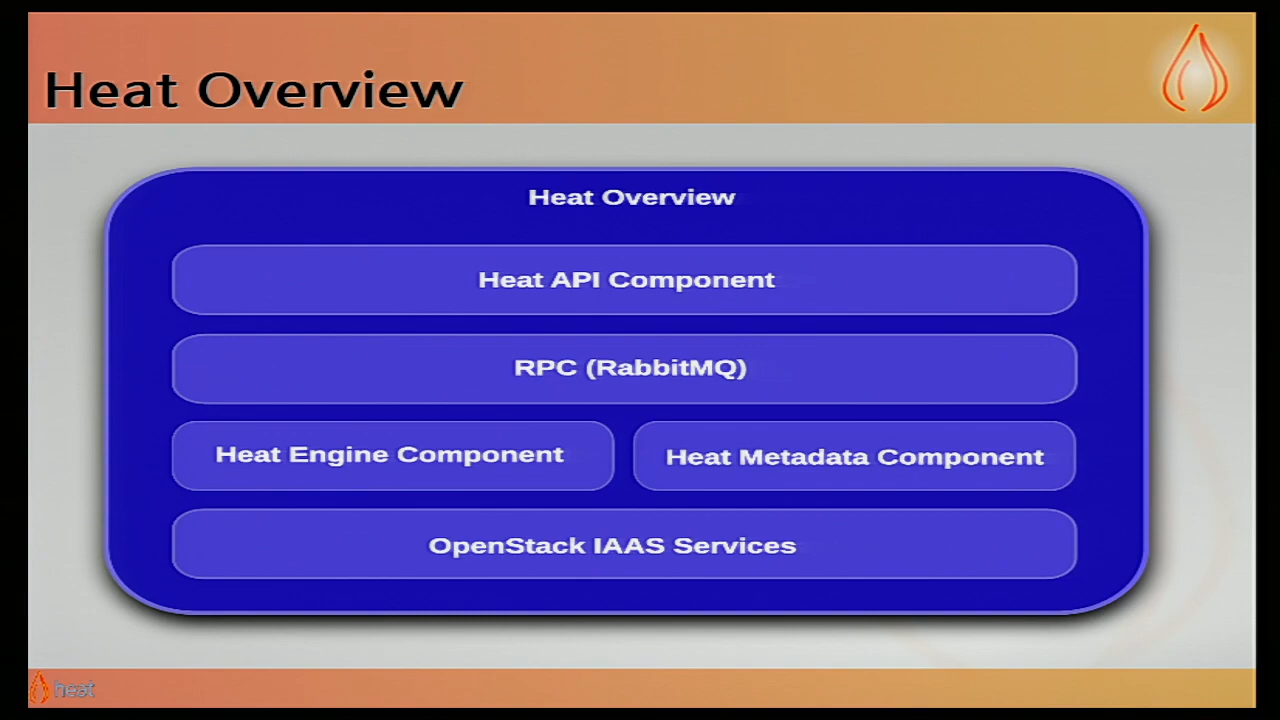 Heat Overview
Heat Overview
Heat API Component
RPC (RabbitMQ)
Heat Engine Component
Heat Metadata Component
OpenStack IAAS Services
heat